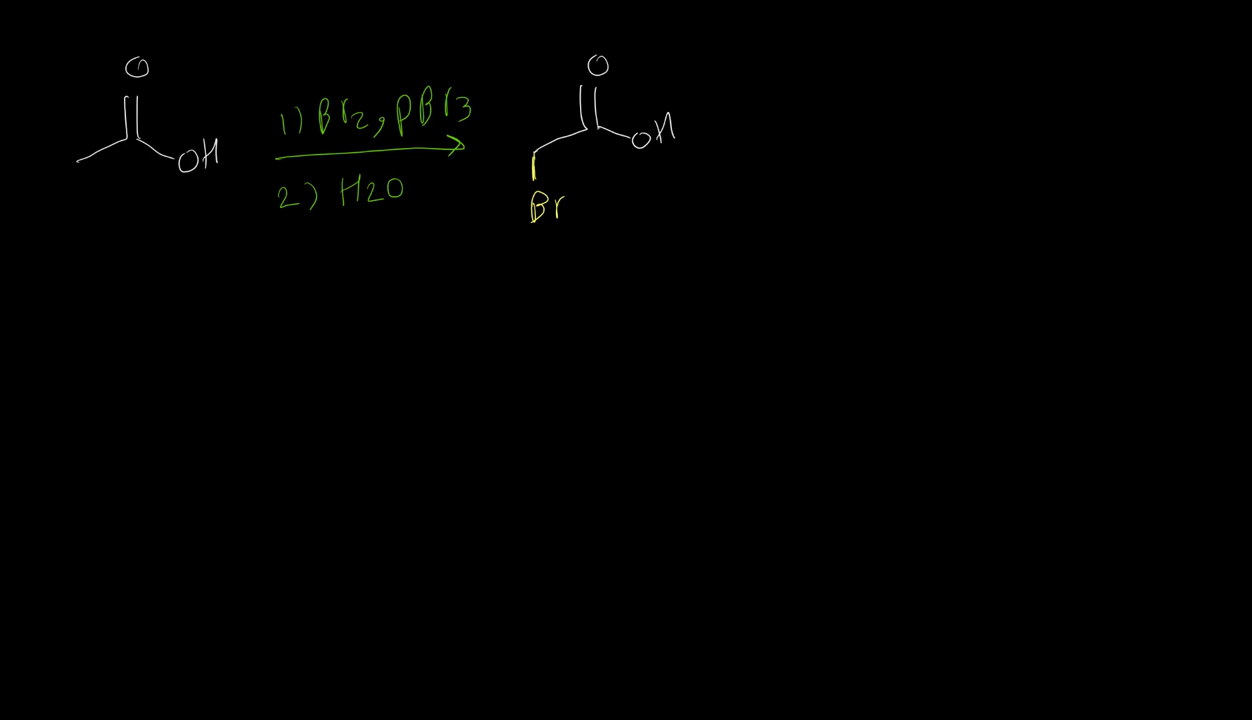 O
OH
1) Br2, PBr3
2) H2O
O
OH
Br